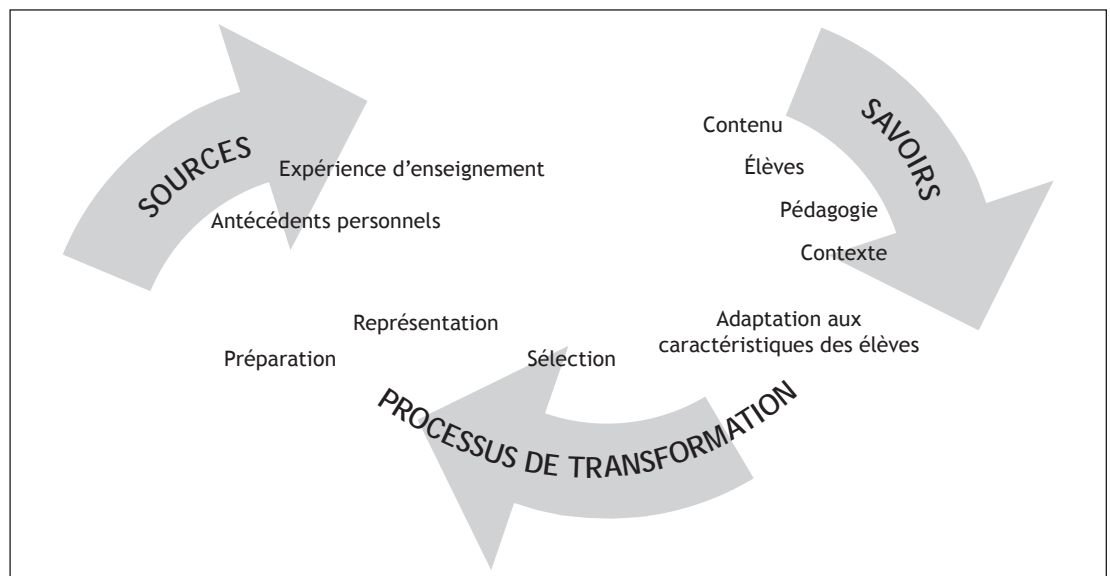 SOURCES
Expérience d’enseignement
Antécédents personnels
SAVOIRS
Contenu
Élèves
Pédagogie
Contexte
Représentation
Préparation
Sélection
Adaptation aux
caractéristiques des élèves
PROCESSUS DE TRANSFORMATION